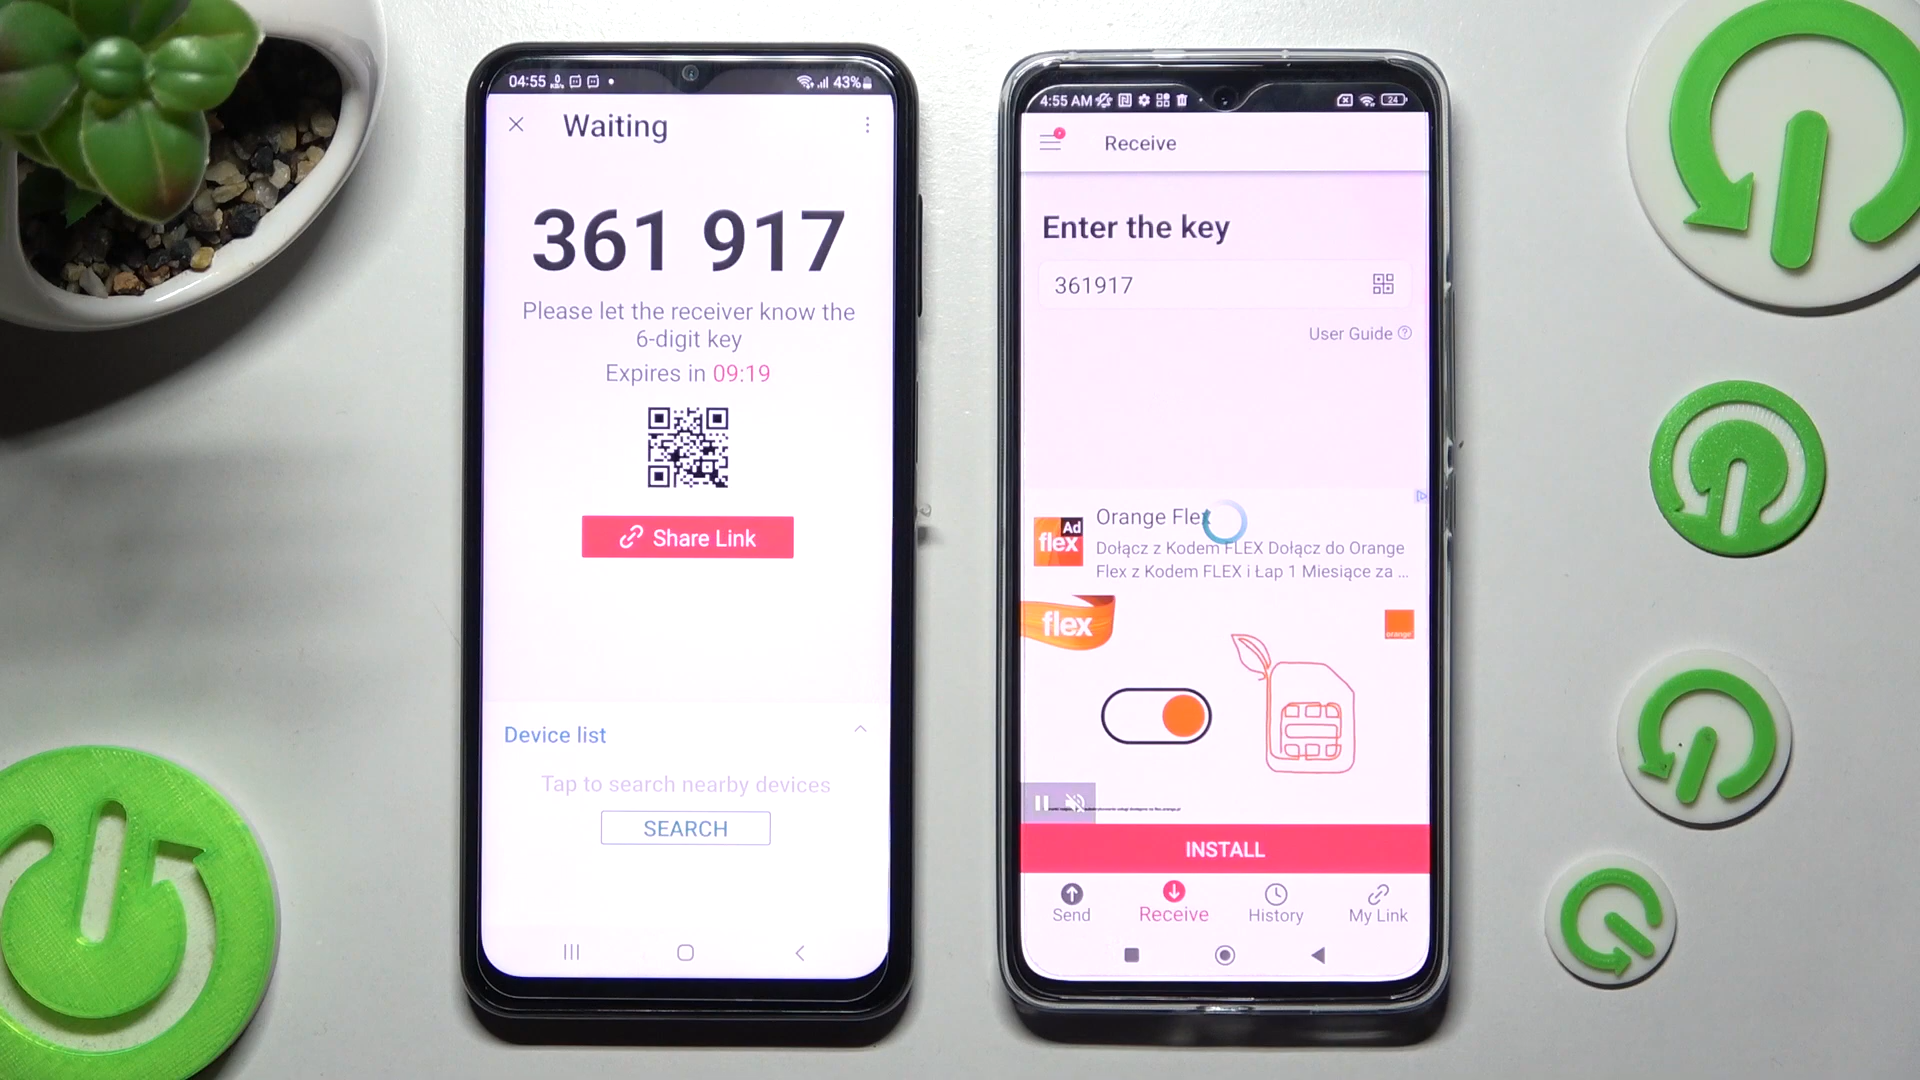 04:55
43%
Waiting
361 917
Please let the receiver know the
6-digit key
Expires in 09:19
Share Link
Device list
Tap to search nearby devices
SEARCH
4:55 AM
24
Receive
Enter the key
361917
User Guide
Ad
flex
Orange Flex
Dołącz z Kodem FLEX Dołącz do Orange
Flex z Kodem FLEX i Łap 1 Miesiące za ...
flex
orange
INSTALL
Send
Receive
History
My Link